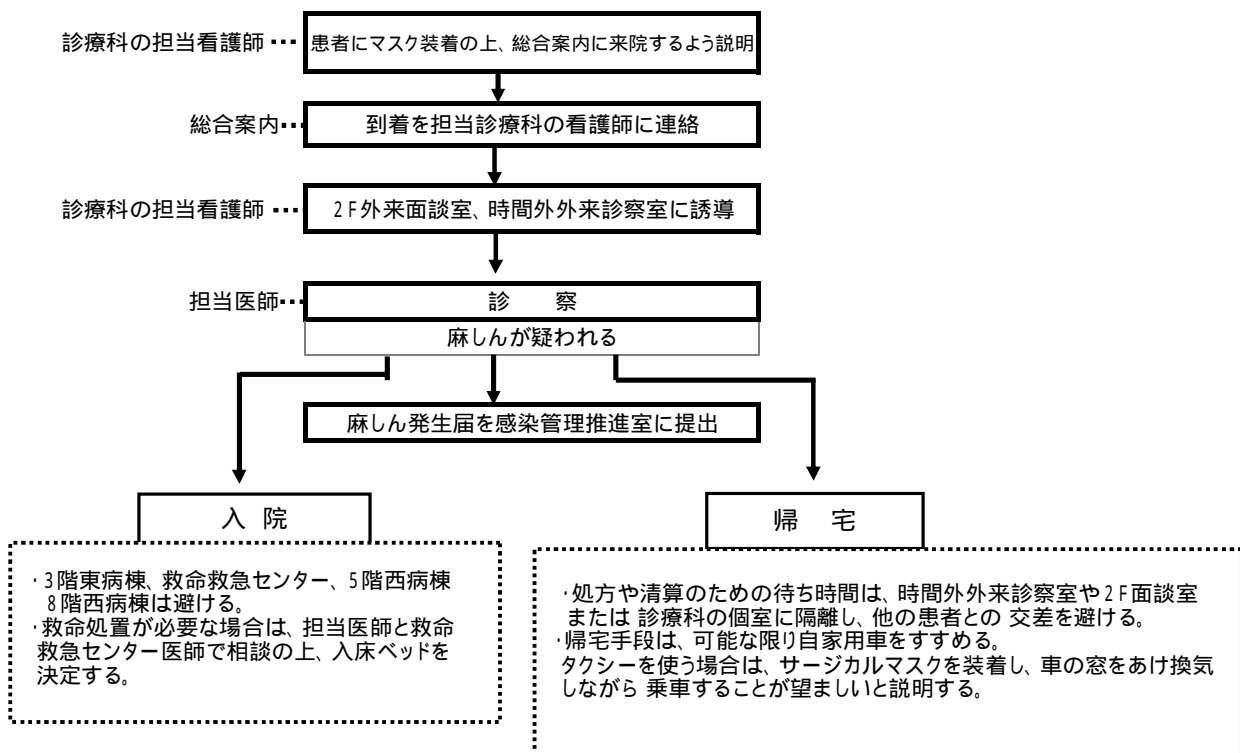 診療科の担当看護師 ･･･ 患者にマスク装着の上、総合案内に来院するよう説明
総合案内･･･ 到着を担当診療科の看護師に連絡
診療科の担当看護師 ･･･ 2F外来面談室、時間外外来診察室に誘導
担当医師･･･ 診　察
麻しんが疑われる
麻しん発生届を感染管理推進室に提出
入 院
・3階東病棟、救命救急センター、5階西病棟
8階西病棟は避ける。
・救命処置が必要な場合は、担当医師と救命
救急センター医師で相談の上、入床ベッドを
決定する。
帰　宅
・処方や清算のための待ち時間は、時間外外来診察室や2F面談室
または 診療科の個室に隔離し、他の患者との 交差を避ける。
・帰宅手段は、可能な限り自家用車をすすめる。
タクシーを使う場合は、サージカルマスクを装着し、車の窓をあけ換気
しながら 乗車することが望ましいと説明する。